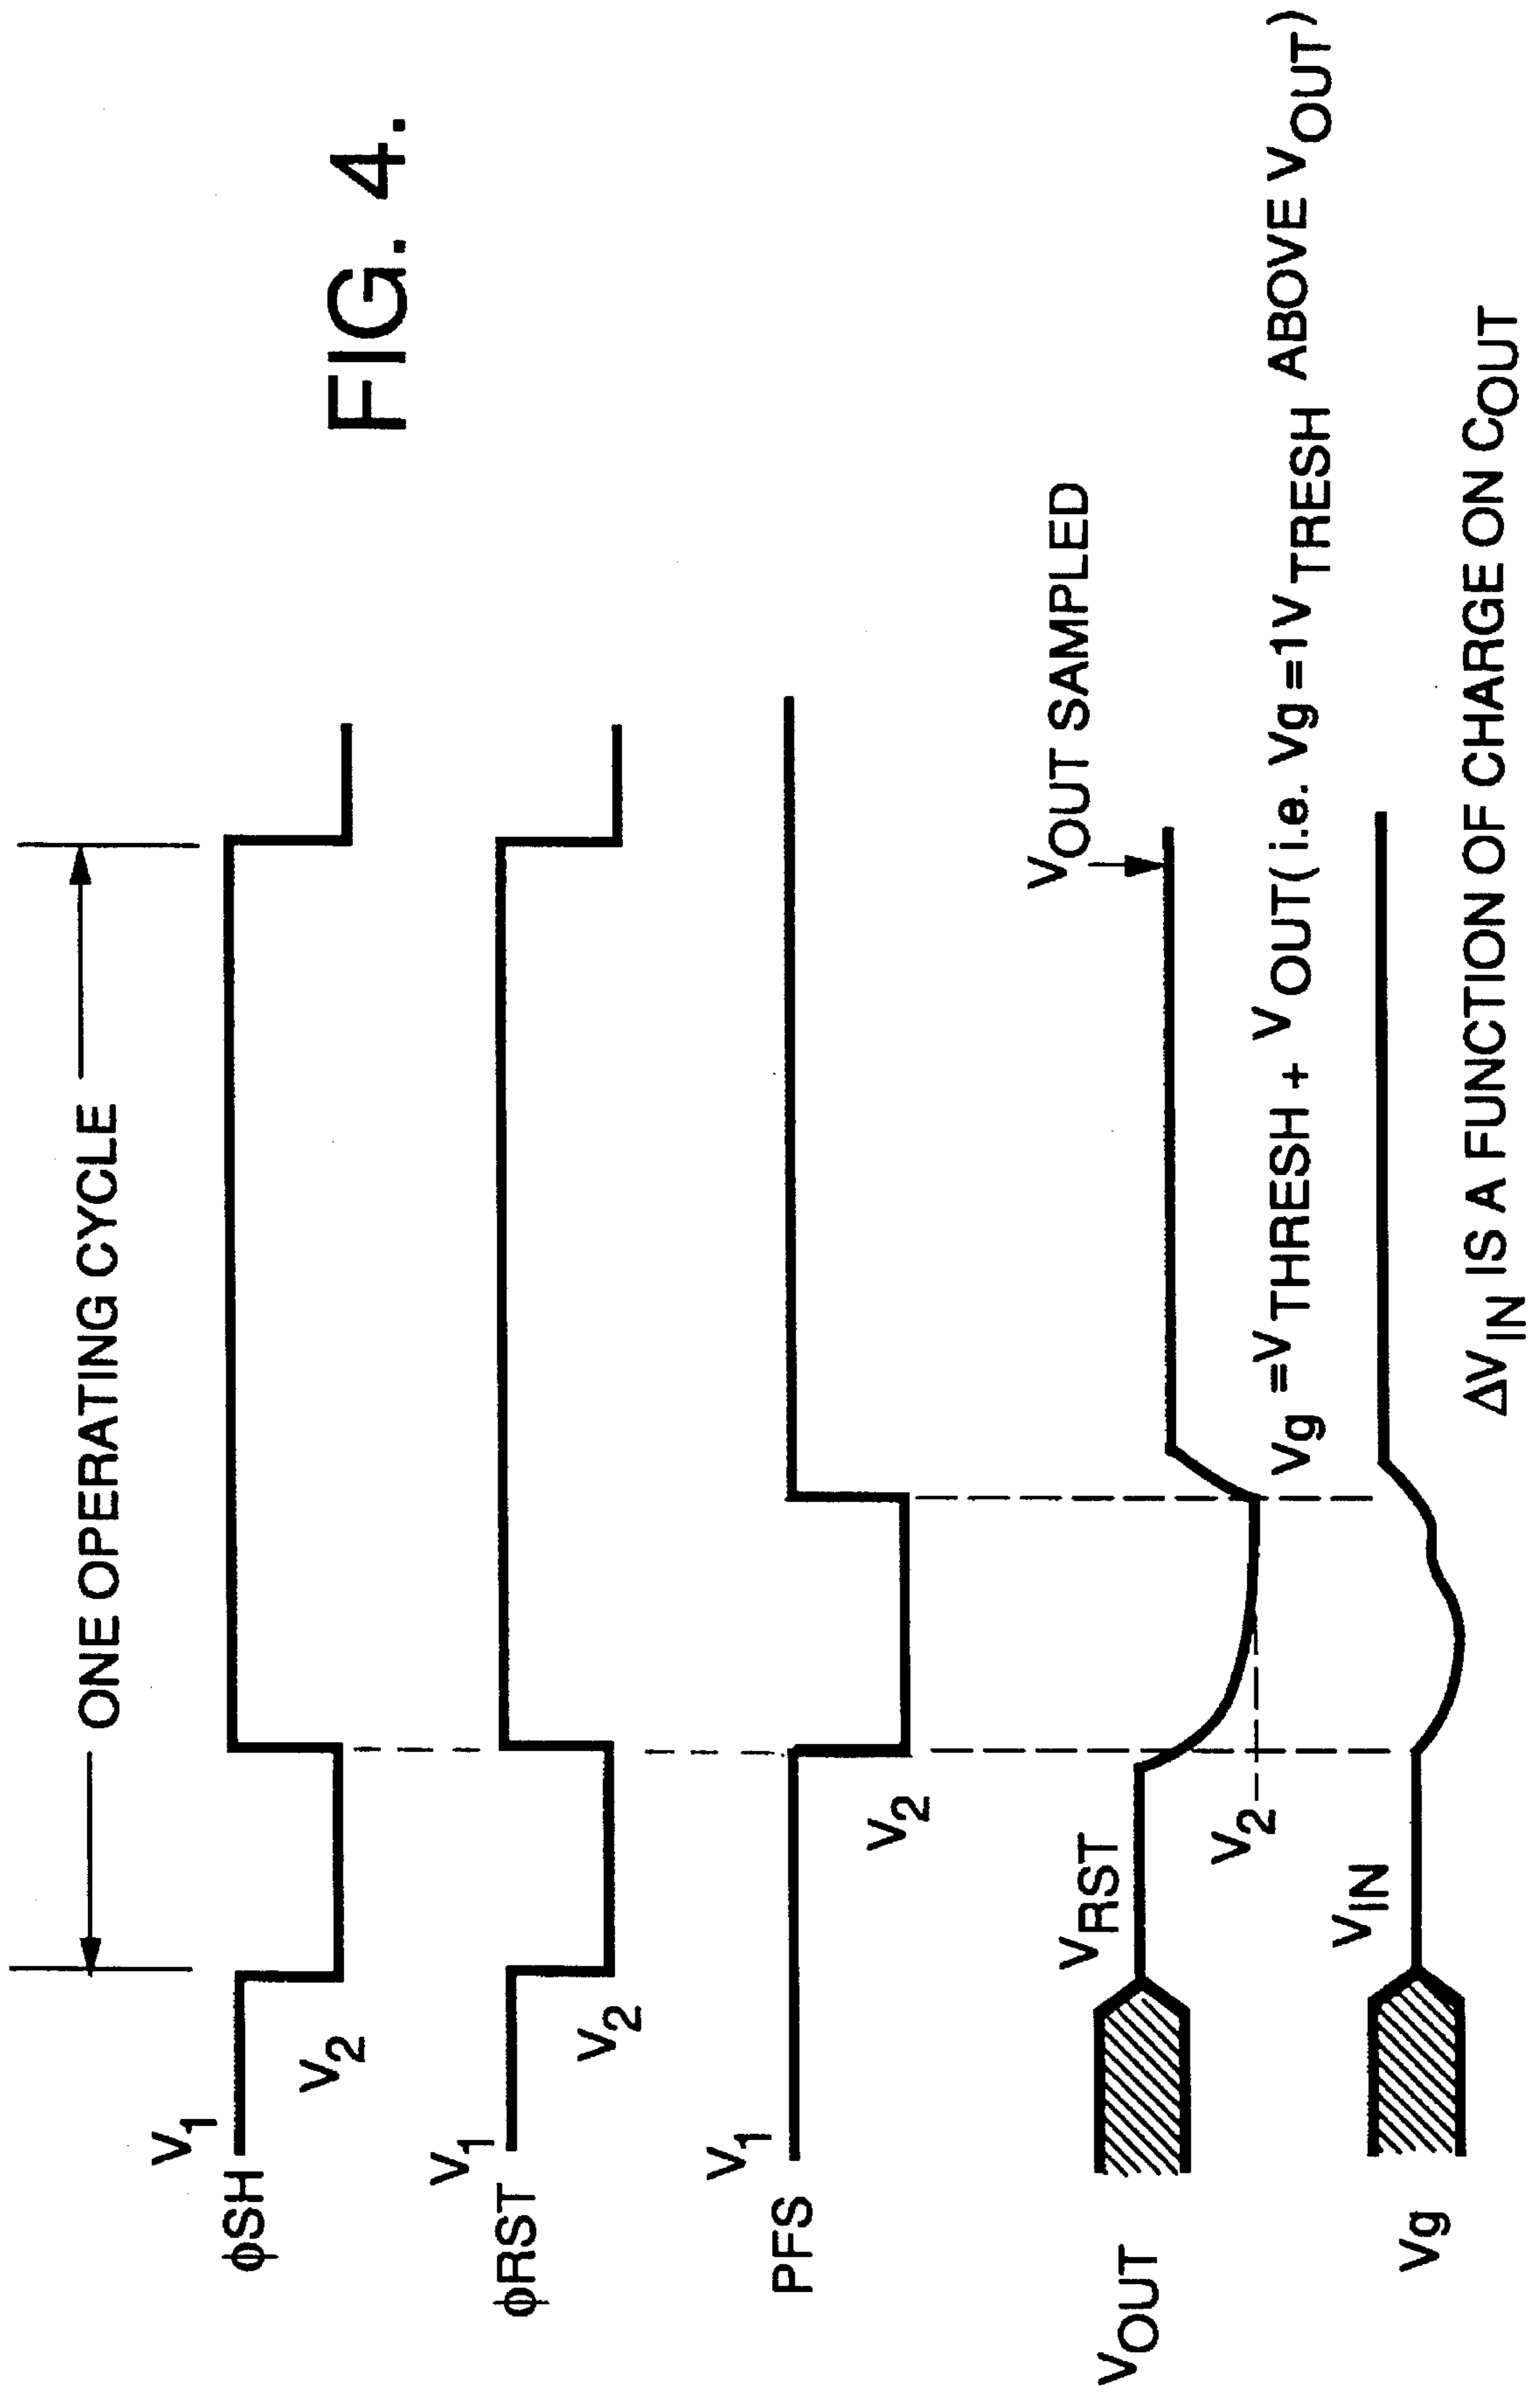 FIG. 4.
ONE OPERATING CYCLE
V1
ϕSH
V2
V1
ϕRST
V2
V1
PFS
V2
VOUT SAMPLED
VRST
VOUT
V2
Vg =VTHRESH + VOUT( i.e. Vg =1VTRESH ABOVE VOUT)
VIN
Vg
ΔVIN IS A FUNCTION OF CHARGE ON COUT